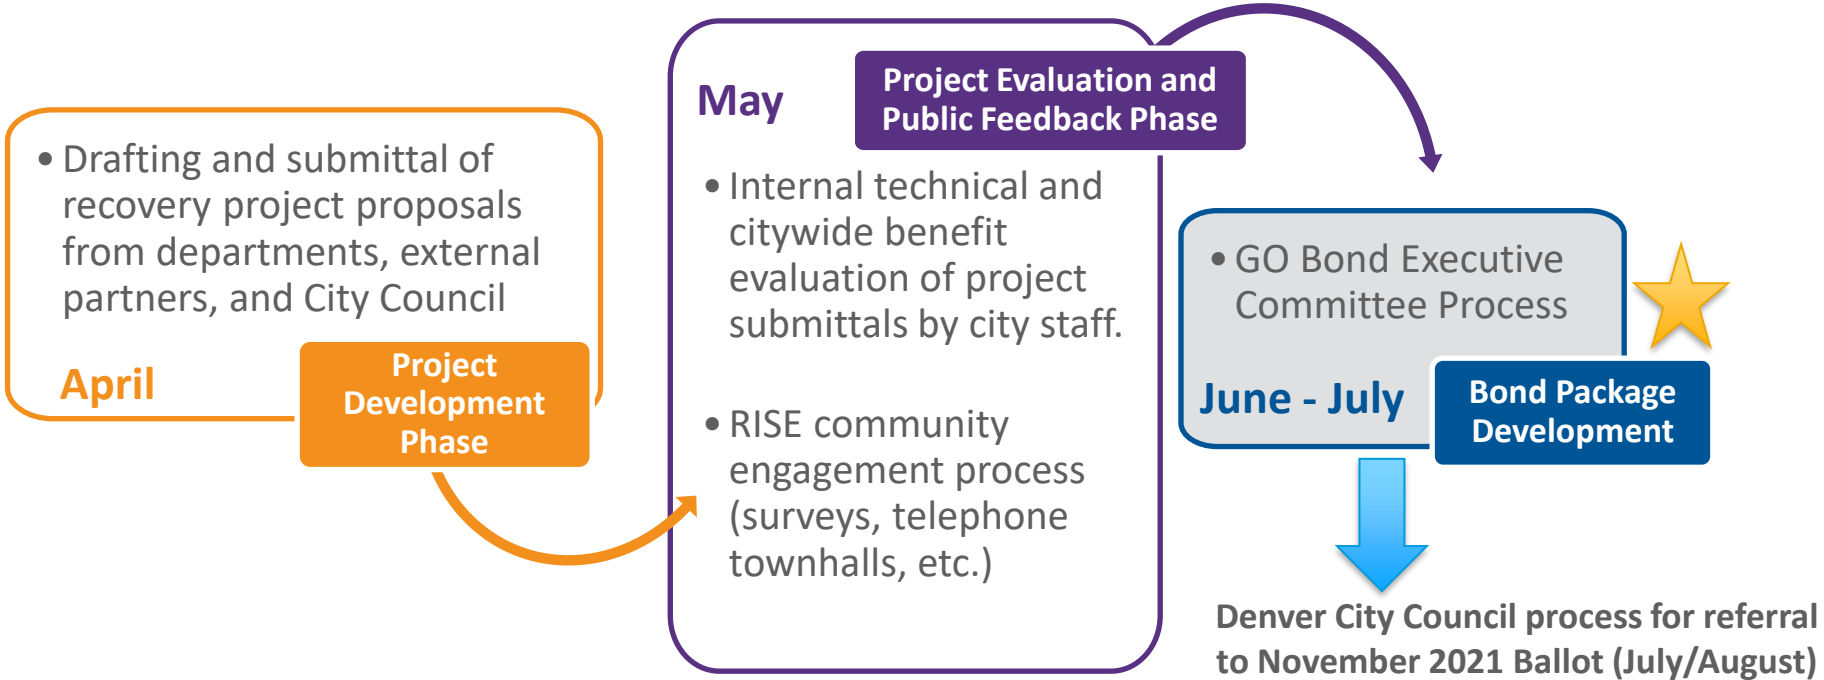 • Drafting and submittal of
recovery project proposals
from departments, external
partners, and City Council
April
Project
Development
Phase
May
Project Evaluation and
Public Feedback Phase
• Internal technical and
citywide benefit
evaluation of project
submittals by city staff.
• RISE community
engagement process
(surveys, telephone
townhalls, etc.)
• GO Bond Executive
Committee Process
June - July
Bond Package
Development
Denver City Council process for referral
to November 2021 Ballot (July/August)